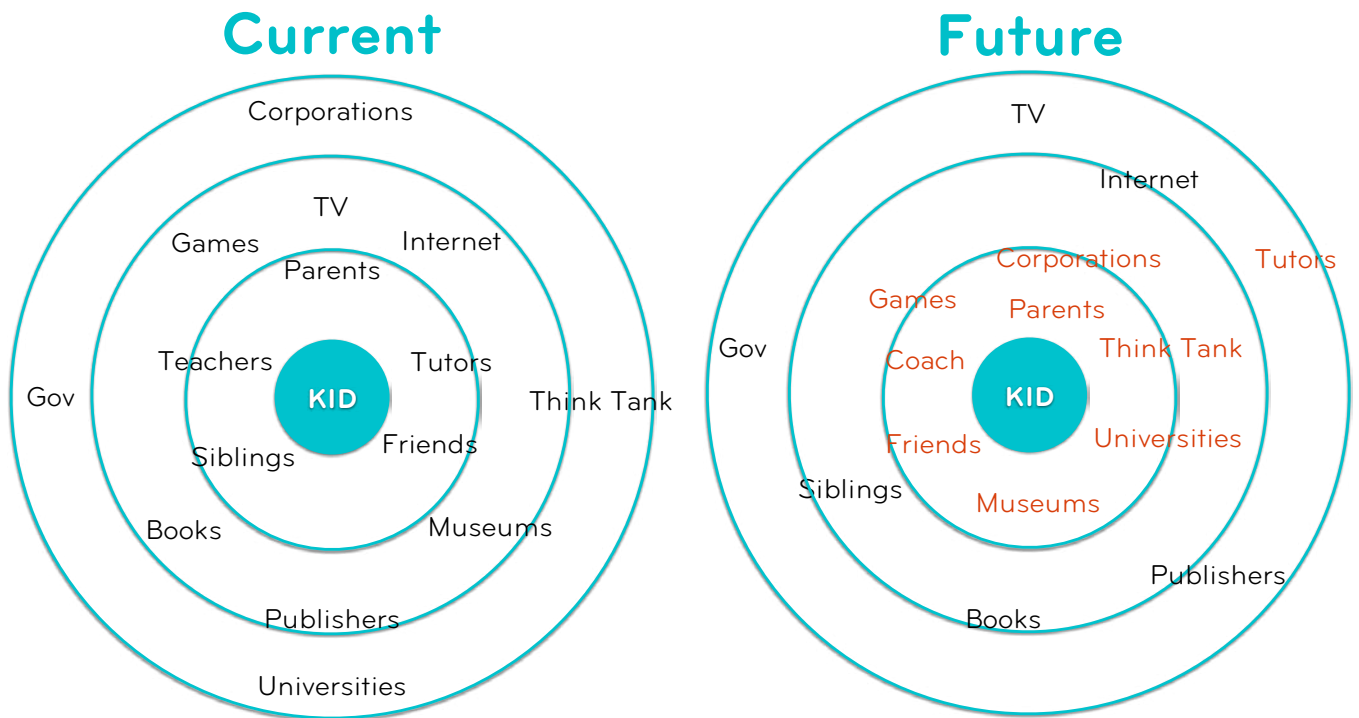 Current
Corporations
TV
Games
Internet
Parents
Teachers
Tutors
KID
Gov
Think Tank
Friends
Siblings
Books
Museums
Publishers
Universities
Future
TV
Internet
Corporations
Tutors
Games
Parents
Gov
Think Tank
Coach
KID
Universities
Friends
Siblings
Museums
Publishers
Books